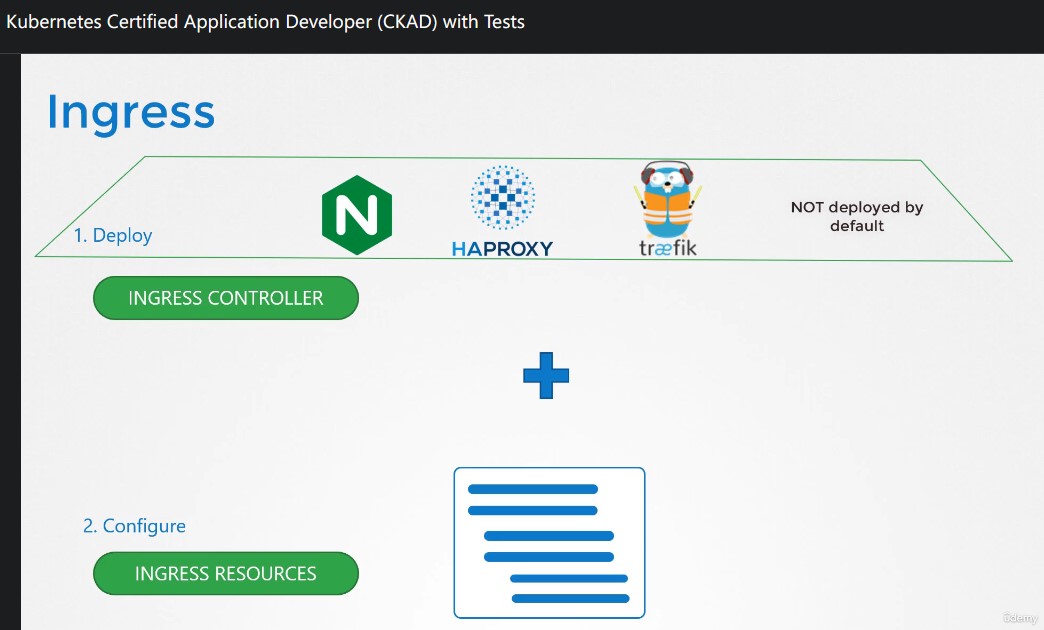 Kubernetes Certified Application Developer (CKAD) with Tests
Ingress
1. Deploy
N
HAPROXY
træfik
NOT deployed by
default
INGRESS CONTROLLER
2. Configure
INGRESS RESOURCES
ûdemy